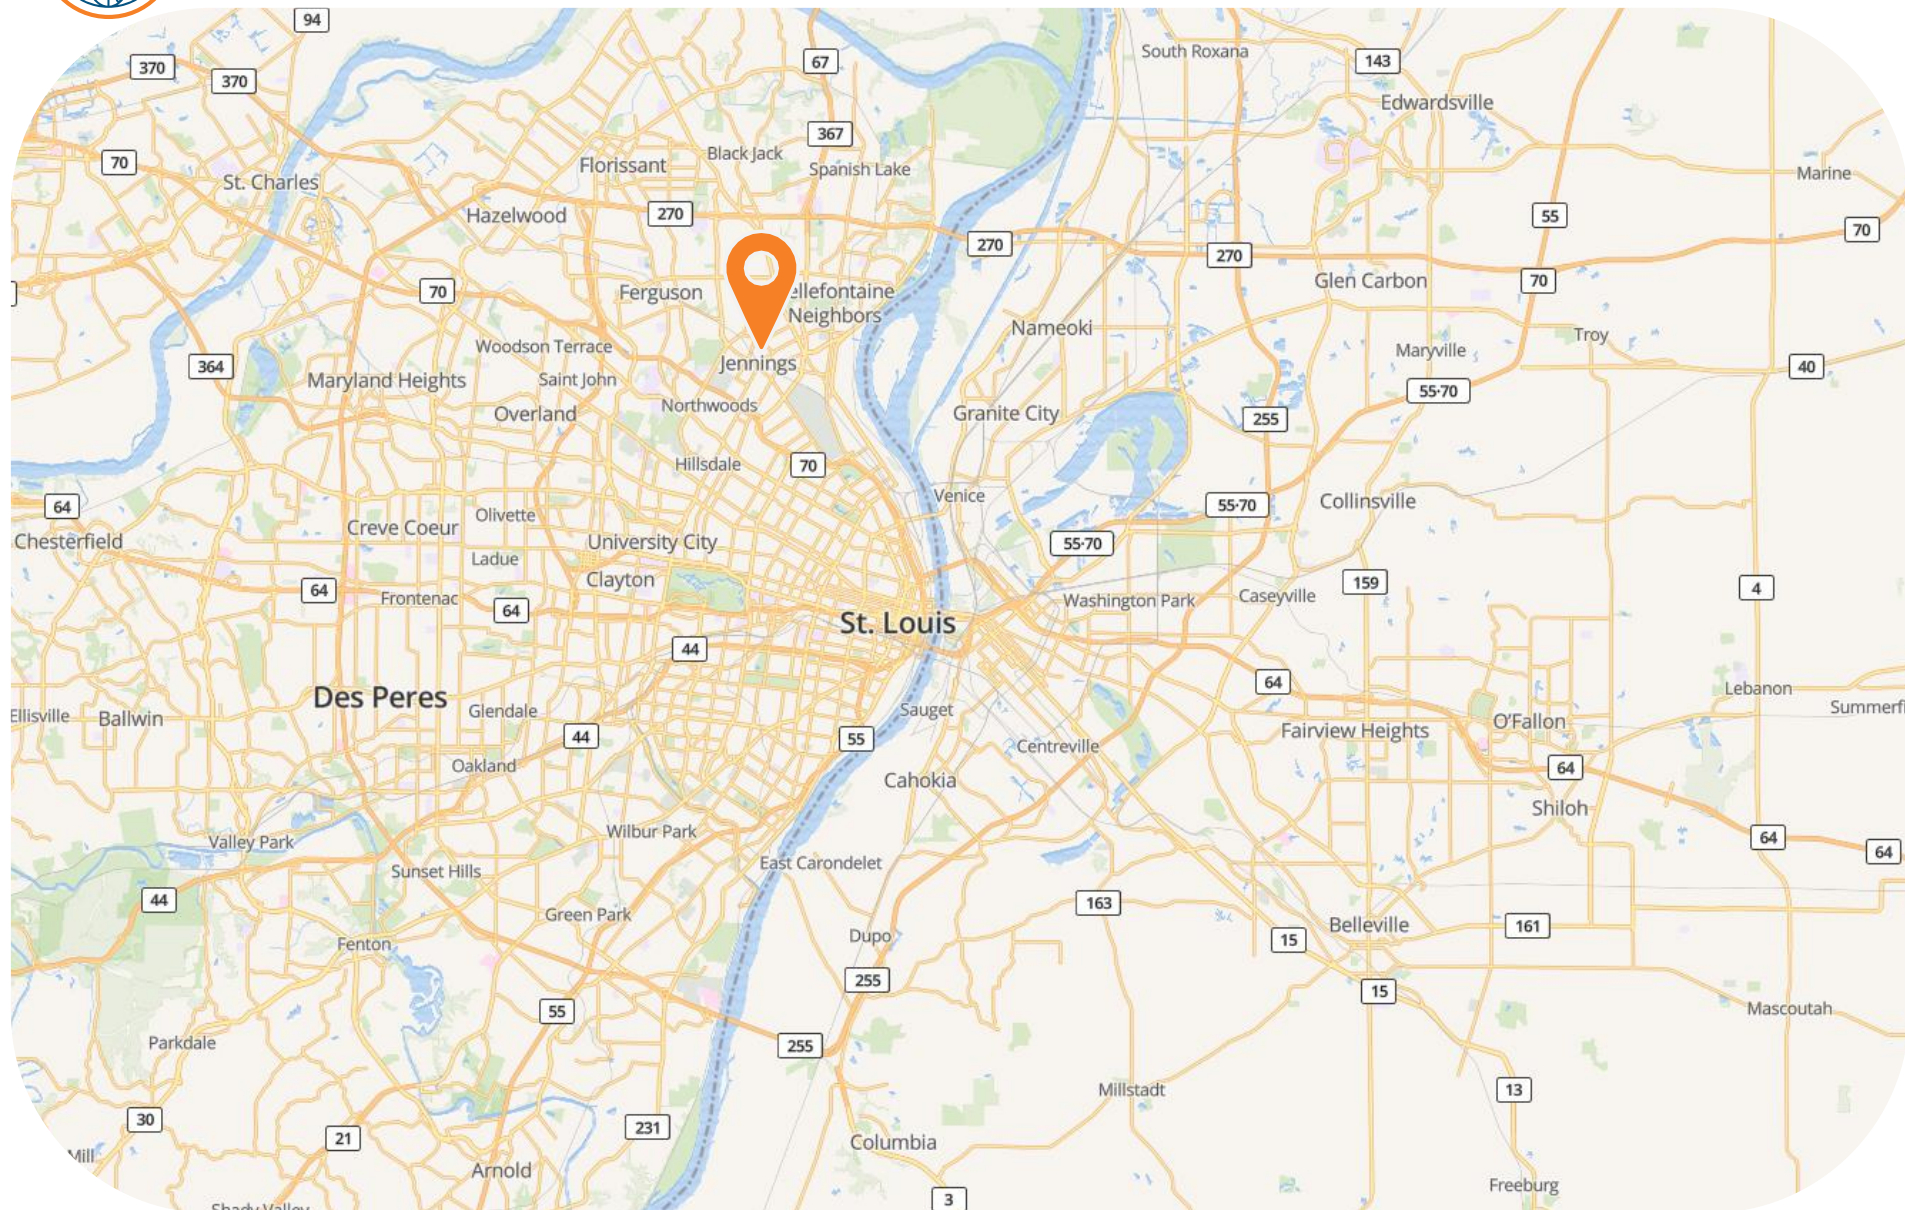 94
South Roxana
67
143
370
370
Edwardsville
367
Black Jack
70
Florissant
Spanish Lake
Marine
St. Charles
Hazelwood
270
55
70
270
270
Glen Carbon
70
70
Ferguson
ellefontaine
Neighbors
Nameoki
Troy
Woodson Terrace
Maryville
Jennings
364
40
Maryland Heights
Saint John
55·70
Northwoods
Overland
Granite City
255
Hillsdale
70
Venice
64
55·70
Collinsville
Olivette
Creve Coeur
Chesterfield
University City
55·70
Ladue
Clayton
159
4
64
Frontenac
64
Washington Park
Caseyville
St. Louis
44
64
Lebanon
Des Peres
Summerf
Ellisville
Ballwin
Glendale
Sauget
O'Fallon
Fairview Heights
44
55
Centreville
Oakland
64
Cahokia
Shiloh
Wilbur Park
Valley Park
64
64
Sunset Hills
East Carondelet
44
163
Green Park
Belleville
161
Fenton
Dupo
15
255
15
55
Mascoutah
Parkdale
255
Millstadt
13
30
231
21
Columbia
Mill
Arnold
Freeburg
3
Shady Valley